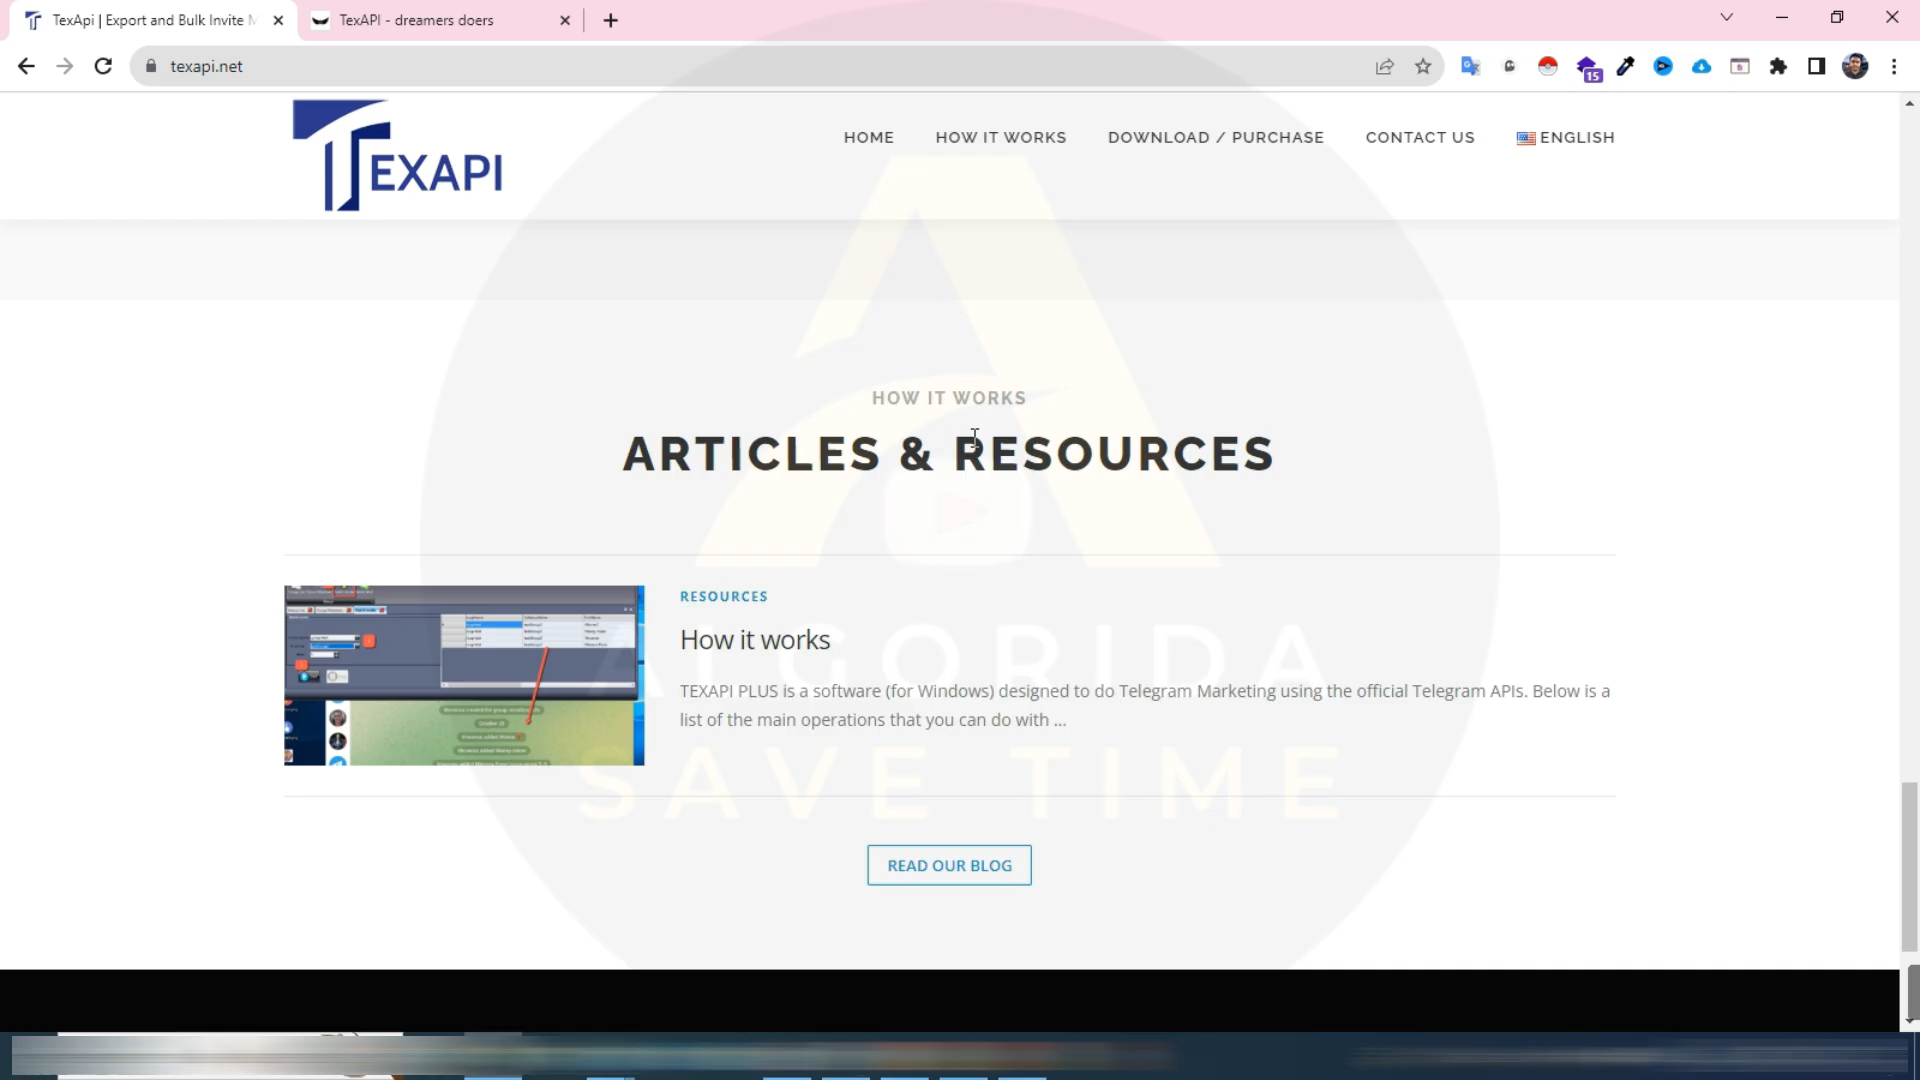 TexApi | Export and Bulk Invite M
TexAPI - dreamers doers
texapi.net
15
TEXAPI
HOME
HOW IT WORKS
DOWNLOAD / PURCHASE
CONTACT US
ENGLISH
HOW IT WORKS
ARTICLES & RESOURCES
RESOURCES
How it works
TEXAPI PLUS is a software (for Windows) designed to do Telegram Marketing using the official Telegram APIs. Below is a
list of the main operations that you can do with ...
ALGORIDA
SAVE TIME
READ OUR BLOG